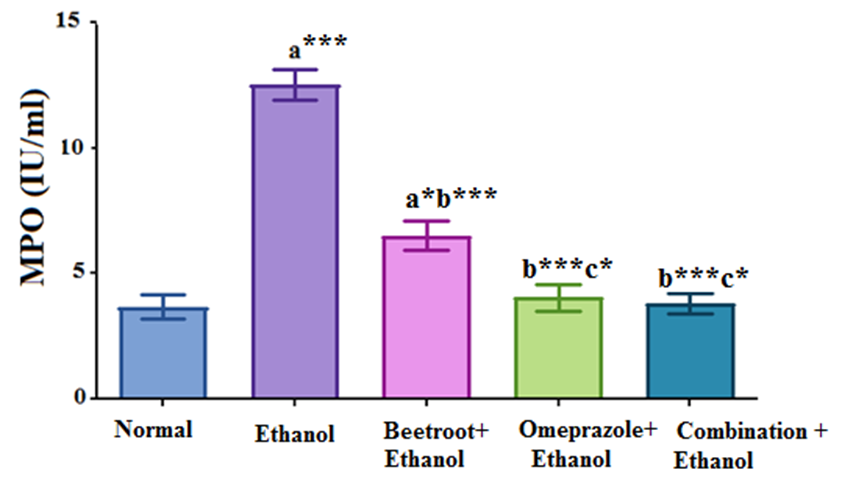 15
10
5
0
MPO (IU/ml)
a***
a*b***
b***c*
b***c*
Normal
Ethanol
Beetroot+
Ethanol
Omeprazole+
Ethanol
Combination +
Ethanol